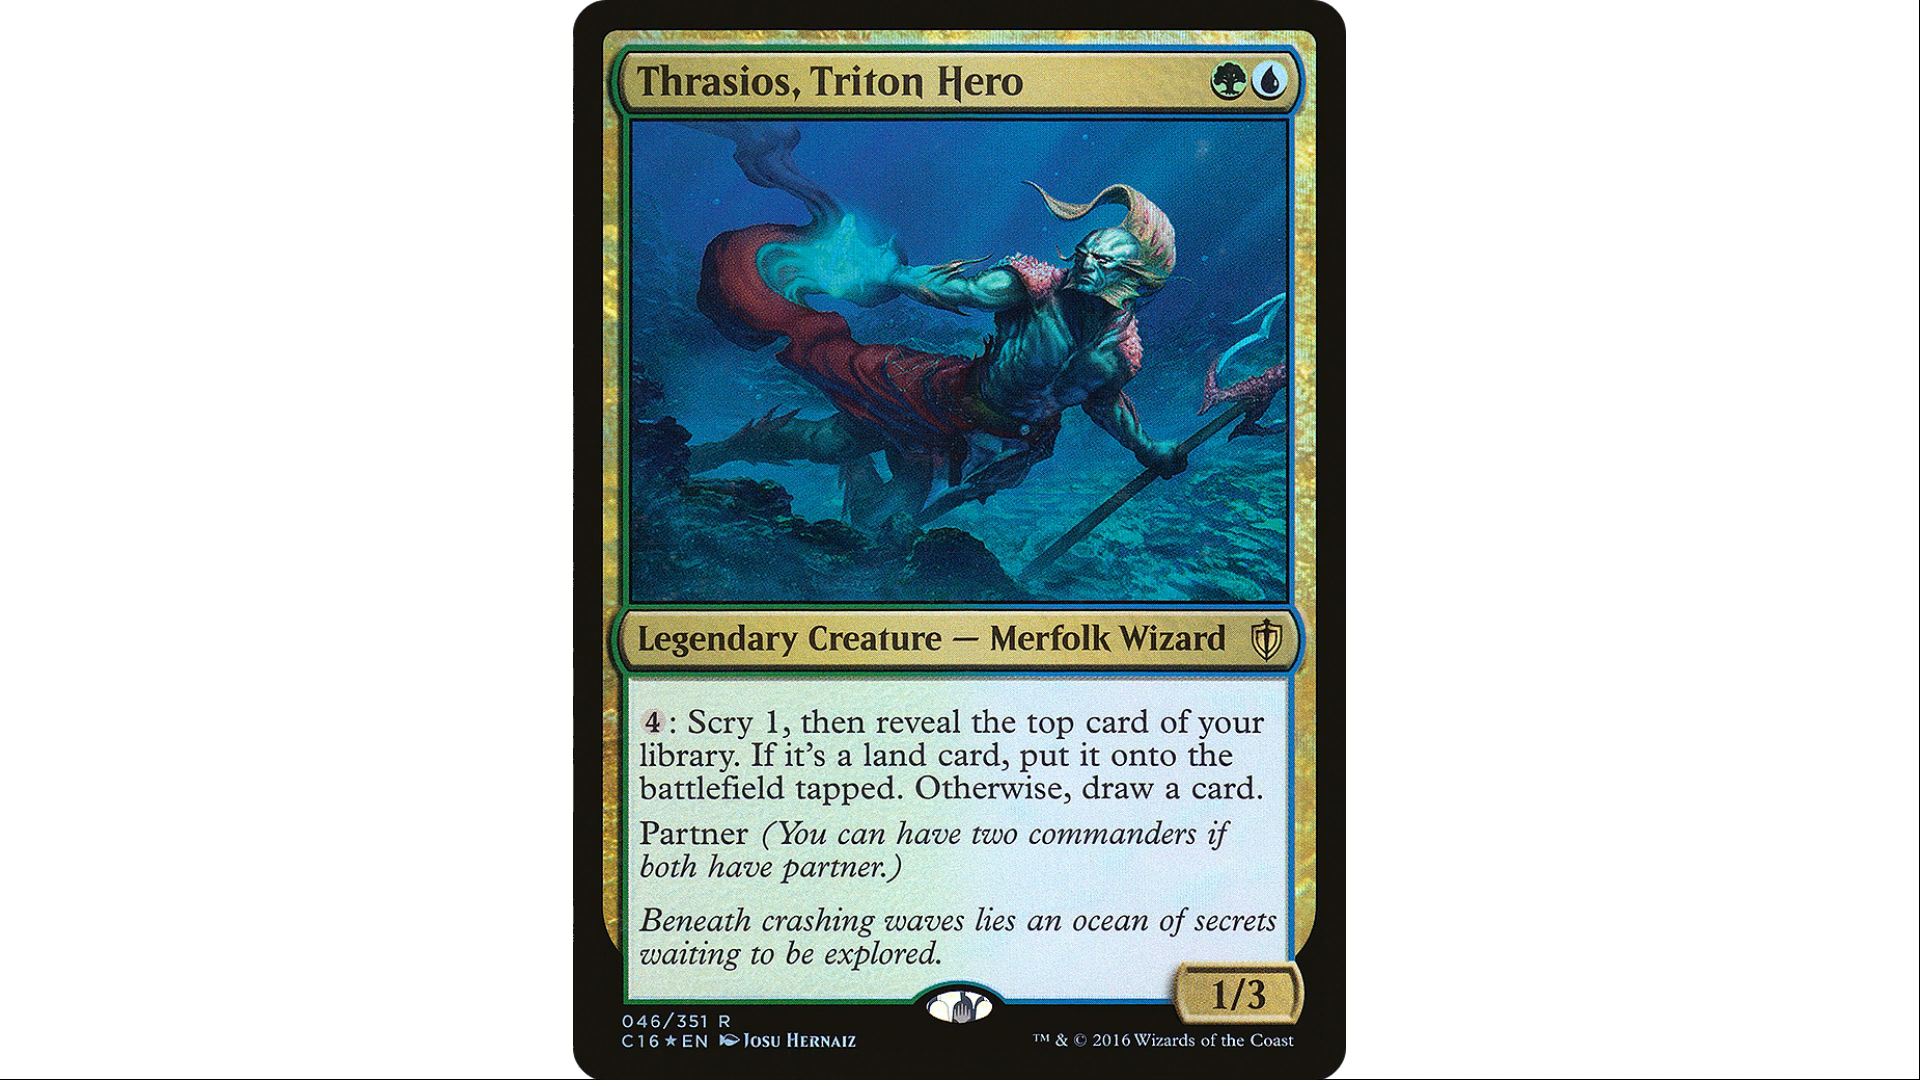 Thrasios, Triton Hero
Legendary Creature — Merfolk Wizard
4: Scry 1, then reveal the top card of your
library. If it's a land card, put it onto the
battlefield tapped. Otherwise, draw a card.
Partner (You can have two commanders if
both have partner.)
Beneath crashing waves lies an ocean of secrets
waiting to be explored.
1/3
046/351 R
C16★EN Josu Hernaiz
™ & © 2016 Wizards of the Coast